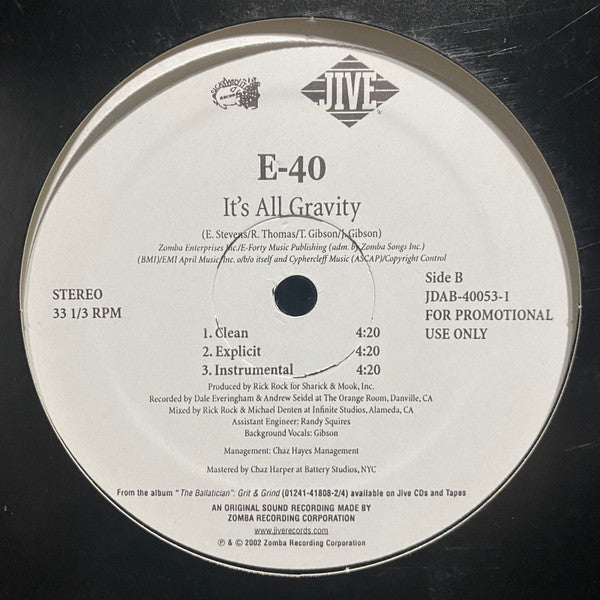 SICK WID' IT
RECORDS
JIVE
E-40
It's All Gravity
(E. Stevens/R. Thomas/T. Gibson/J. Gibson)
Zomba Enterprises Inc./E-Forty Music Publishing (adm. by Zomba Songs Inc.)
(BMI)/EMI April Music Inc. o/b/o itself and Cyphercleff Music (ASCAP)/Copyright Control
STEREO
33 1/3 RPM
Side B
JDAB-40053-1
FOR PROMOTIONAL
USE ONLY
1. Clean 4:20
2. Explicit 4:20
3. Instrumental 4:20
Produced by Rick Rock for Sharick & Mook, Inc.
Recorded by Dale Everingham & Andrew Seidel at The Orange Room, Danville, CA
Mixed by Rick Rock & Michael Denten at Infinite Studios, Alameda, CA
Assistant Engineer: Randy Squires
Background Vocals: Gibson
Management: Chaz Hayes Management
Mastered by Chaz Harper at Battery Studios, NYC
From the album "The Ballatician": Grit & Grind (01241-41808-2/4) available on Jive CDs and Tapes
AN ORIGINAL SOUND RECORDING MADE BY
ZOMBA RECORDING CORPORATION
www.jiverecords.com
℗ & © 2002 Zomba Recording Corporation